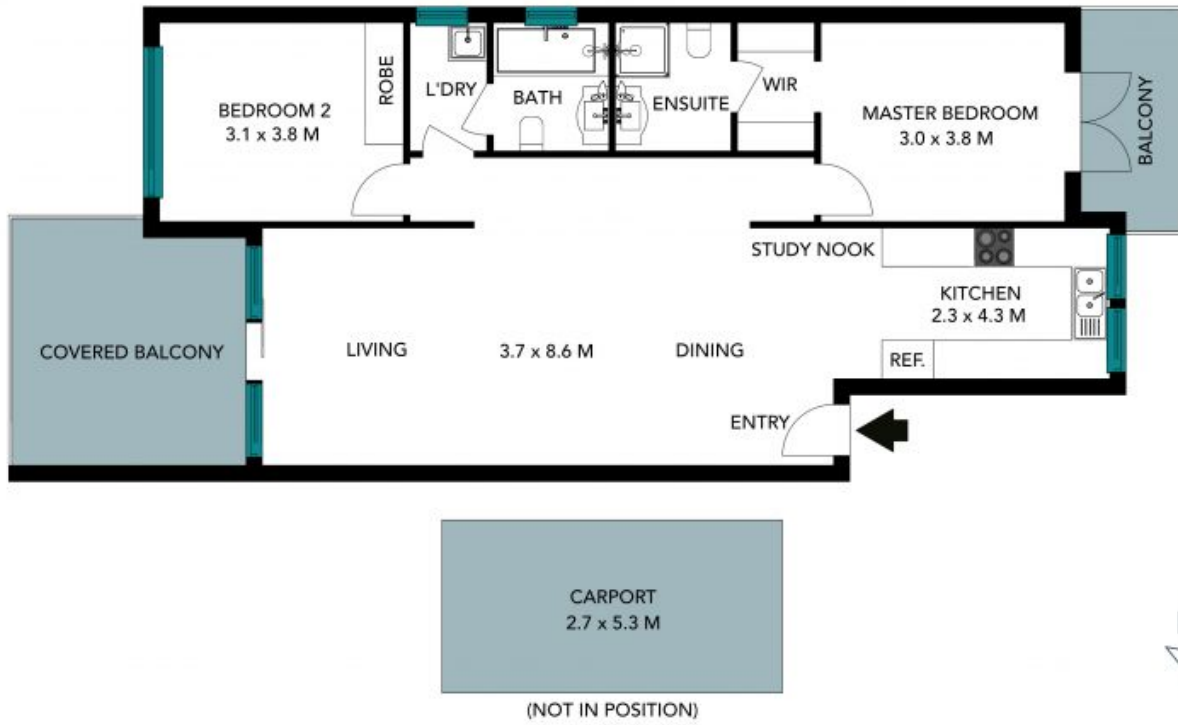 BEDROOM 2
3.1 x 3.8 M
ROBE
L'DRY
BATH
ENSUITE
WIR
MASTER BEDROOM
3.0 x 3.8 M
BALCONY
STUDY NOOK
KITCHEN
2.3 x 4.3 M
COVERED BALCONY
LIVING
3.7 x 8.6 M
DINING
REF.
ENTRY
CARPORT
2.7 x 5.3 M
(NOT IN POSITION)